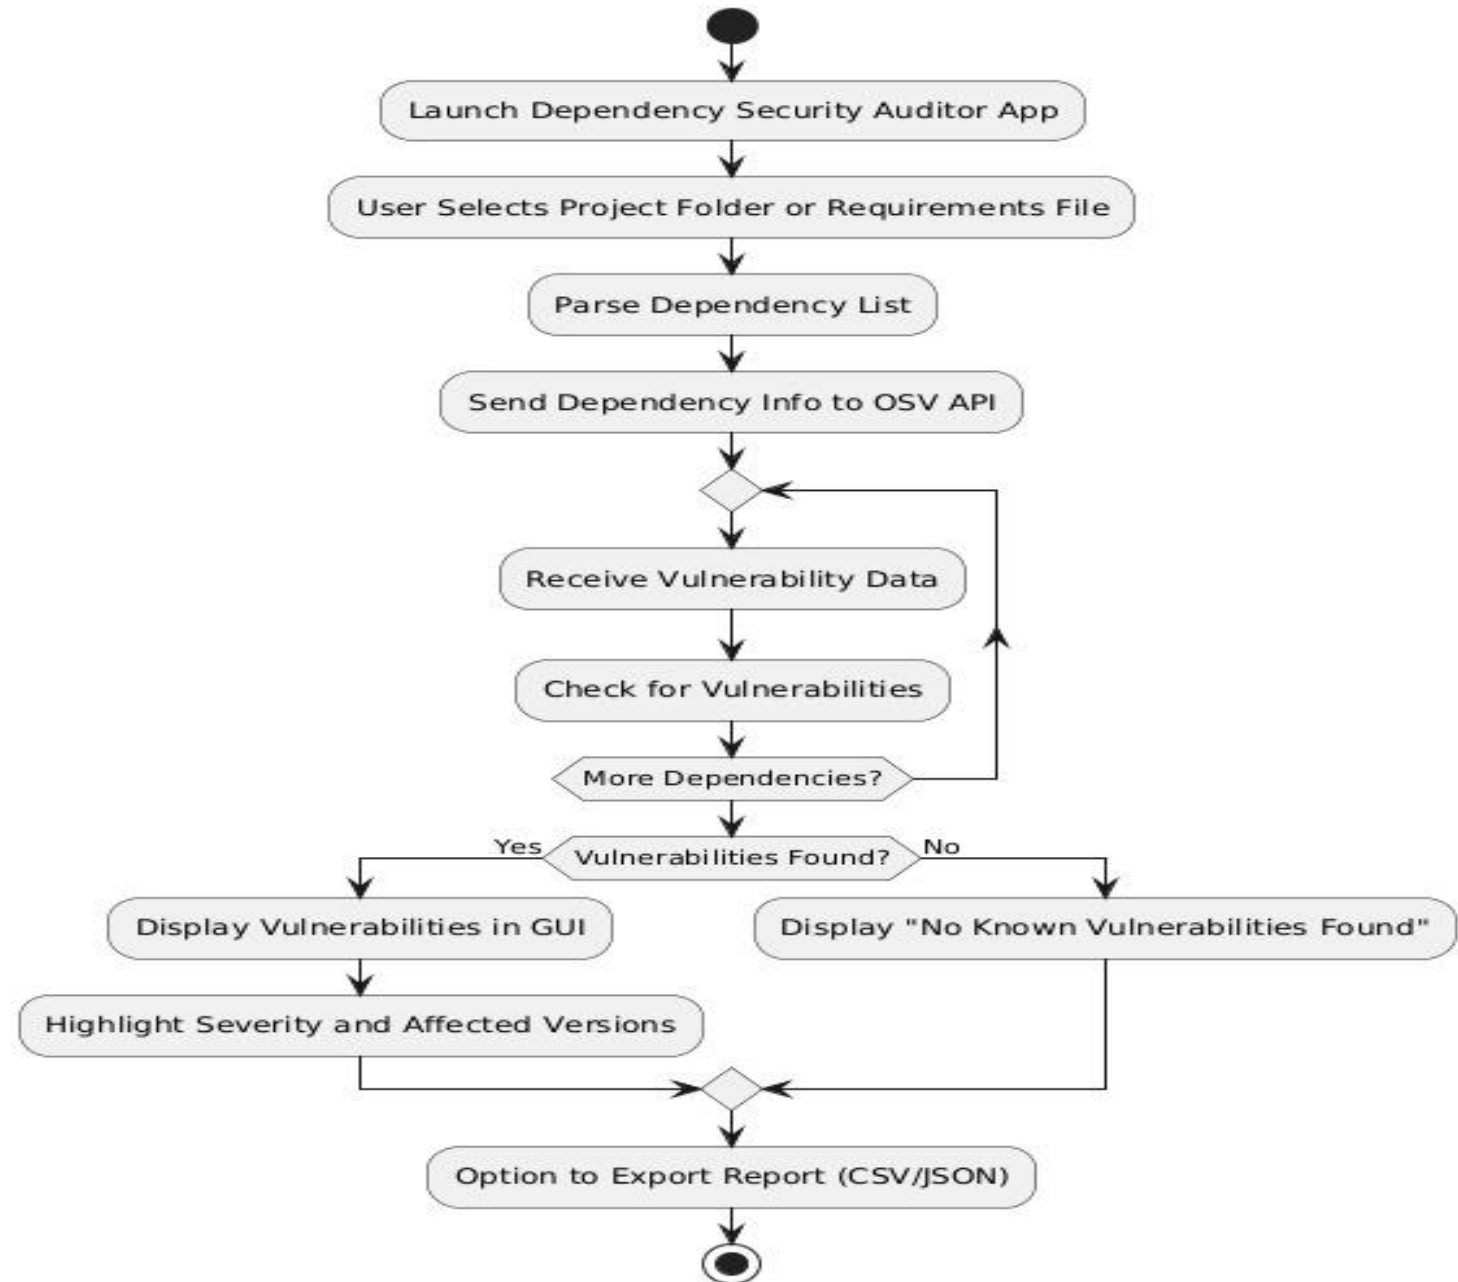 Launch Dependency Security Auditor App
User Selects Project Folder or Requirements File
Parse Dependency List
Send Dependency Info to OSV API
Receive Vulnerability Data
Check for Vulnerabilities
More Dependencies?
Yes
Vulnerabilities Found?
No
Display Vulnerabilities in GUI
Display "No Known Vulnerabilities Found"
Highlight Severity and Affected Versions
Option to Export Report (CSV/JSON)